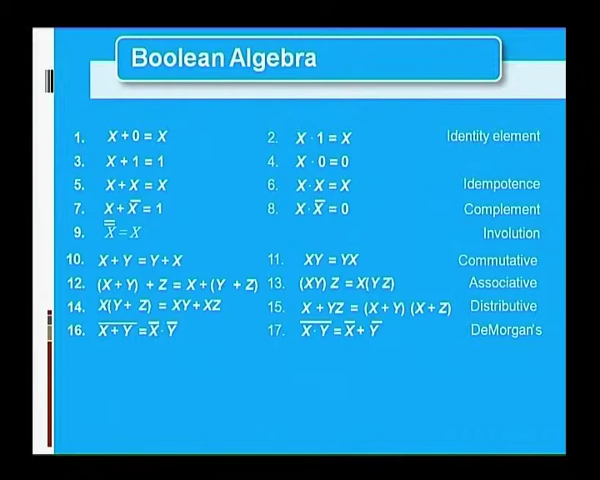 Boolean Algebra
1. X + 0 = X 2. X · 1 = X Identity element
3. X + 1 = 1 4. X · 0 = 0
5. X + X = X 6. X · X = X Idempotence
7. X + X̅ = 1 8. X · X̅ = 0 Complement
9. X̿ = X Involution
10. X + Y = Y + X 11. XY = YX Commutative
12. (X + Y) + Z = X + (Y + Z) 13. (XY) Z = X(Y Z) Associative
14. X(Y + Z) = XY + XZ 15. X + YZ = (X + Y) (X + Z) Distributive
16. X̅ ̅+̅ ̅Y̅ = X̅ · Y̅ 17. X̅ ̅·̅ ̅Y̅ = X̅ + Y̅ DeMorgan's